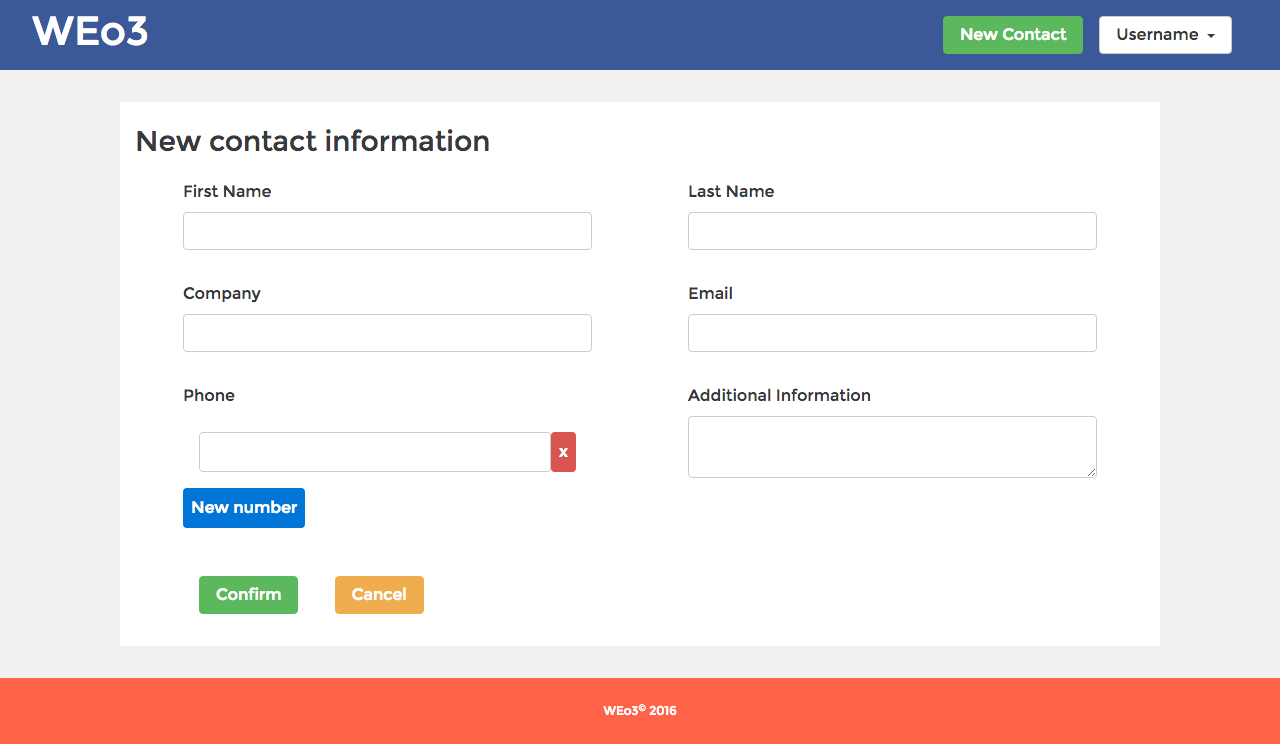 WEo3
New Contact
Username
New contact information
First Name
Last Name
Company
Email
Phone
Additional Information
x
New number
Confirm
Cancel
WEo3© 2016